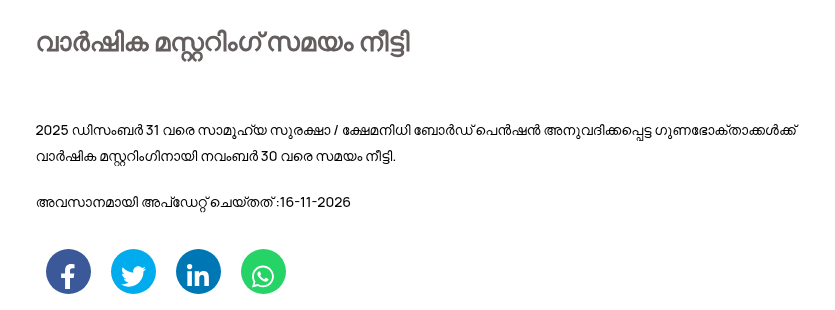 വാർഷിക മസ്റ്ററിംഗ് സമയം നീട്ടി
2025 ഡിസംബർ 31 വരെ സാമൂഹ്യ സുരക്ഷാ / ക്ഷേമനിധി ബോർഡ് പെൻഷൻ അനുവദിക്കപ്പെട്ട ഗുണഭോക്താക്കൾക്ക്
വാർഷിക മസ്റ്ററിംഗിനായി നവംബർ 30 വരെ സമയം നീട്ടി.
അവസാനമായി അപ്ഡേറ്റ് ചെയ്തത് :16-11-2026